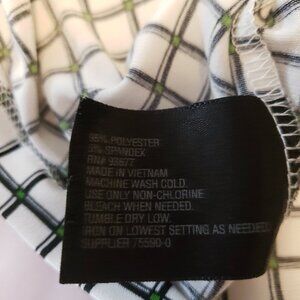 95% POLYESTER
5% SPANDEX
RN# 93677
MADE IN VIETNAM
MACHINE WASH COLD.
USE ONLY NON-CHLORINE
BLEACH WHEN NEEDED.
TUMBLE DRY LOW.
IRON ON LOWEST SETTING AS NEEDED.
SUPPLIER 75590-0